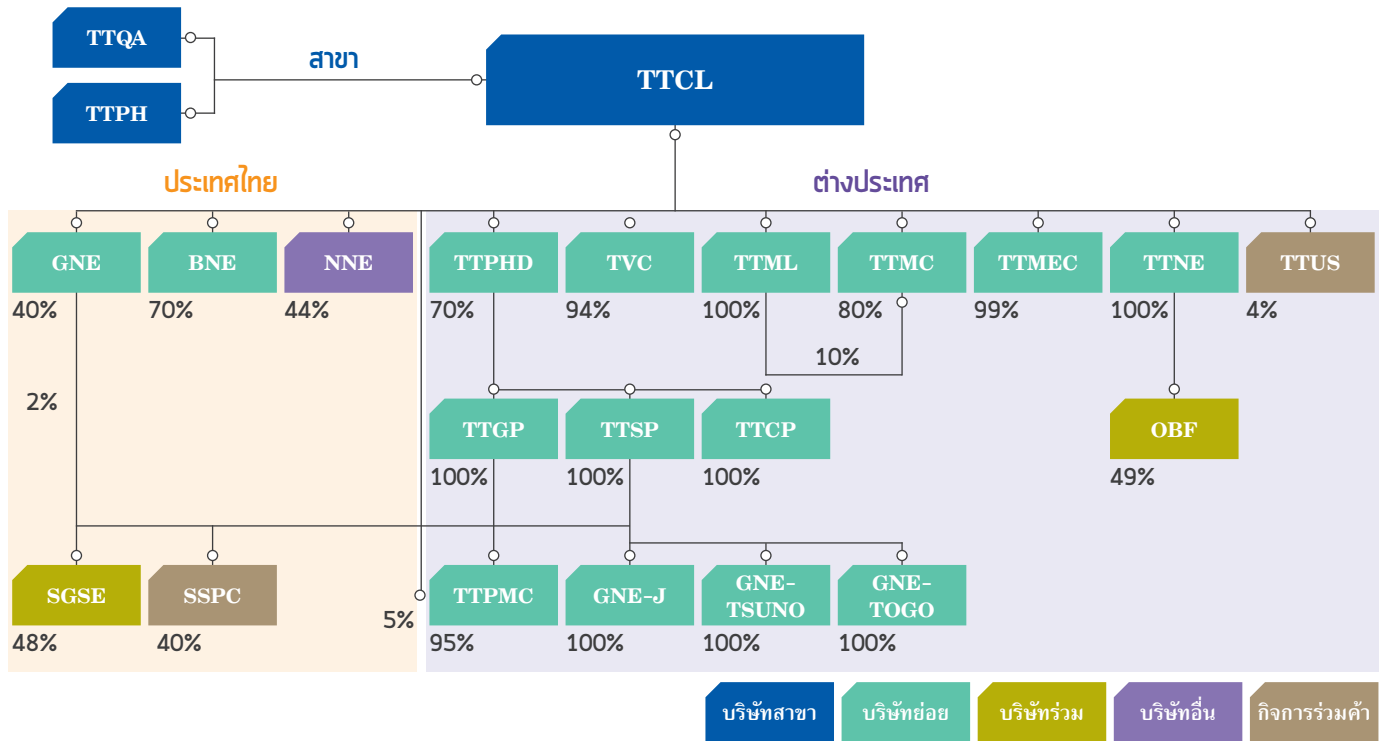 TTQA
สาขา
TTCL
TTPH
ประเทศไทย
ต่างประเทศ
GNE
BNE
NNE
TTPHD
TVC
TTML
TTMC
TTMEC
TTNE
TTUS
40%
70%
44%
70%
94%
100%
80%
99%
100%
4%
10%
2%
TTGP
TTSP
TTCP
OBF
100%
100%
100%
49%
SGSE
SSPC
TTPMC
GNE-J
GNE-
TSUNO
GNE-
TOGO
5%
48%
40%
95%
100%
100%
100%
บริษัทสาขา
บริษัทย่อย
บริษัทร่วม
บริษัทอื่น
กิจการร่วมค้า